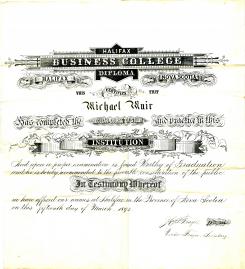 HALIFAX
BUSINESS COLLEGE
DIPLOMA
HALIFAX NOVA SCOTIA
THIS CERTIFIES THAT
Michael Muir
Has completed the and practice in this
INSTITUTION
And upon a proper examination is found Worthy of Graduation
and he is hereby recommended to the favorable consideration of the public
In Testimony Whereof
we have affixed our names at Halifax in the Province of Nova Scotia
on this fifteenth day of March